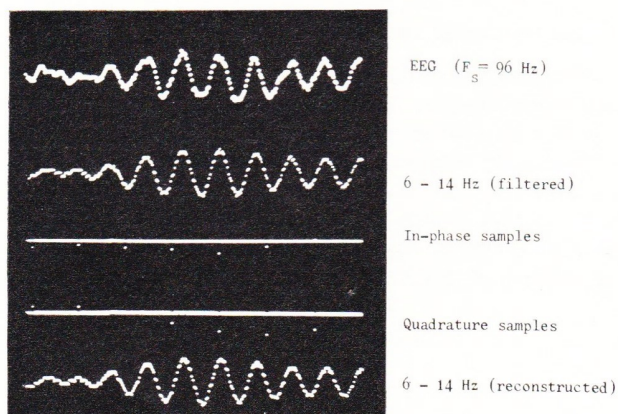 EEG (F_s = 96 Hz)
6 - 14 Hz (filtered)
In-phase samples
Quadrature samples
6 - 14 Hz (reconstructed)